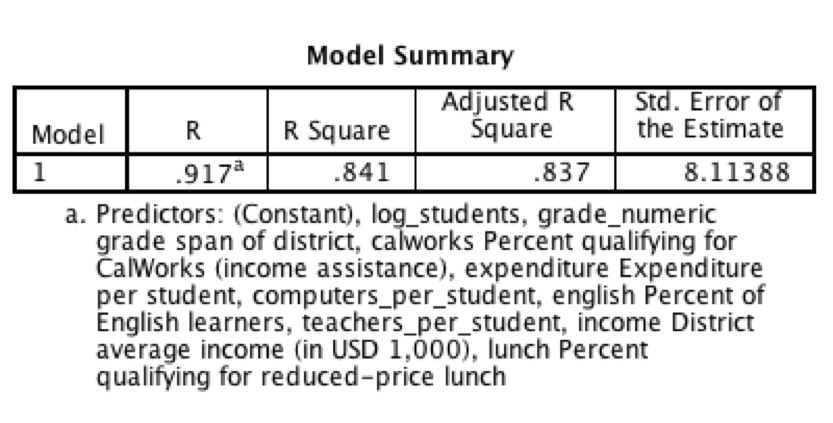 Model Summary
Model R R Square Adjusted R Square Std. Error of the Estimate
1 .917a .841 .837 8.11388
a. Predictors: (Constant), log_students, grade_numeric
grade span of district, calworks Percent qualifying for
CalWorks (income assistance), expenditure Expenditure
per student, computers_per_student, english Percent of
English learners, teachers_per_student, income District
average income (in USD 1,000), lunch Percent
qualifying for reduced-price lunch